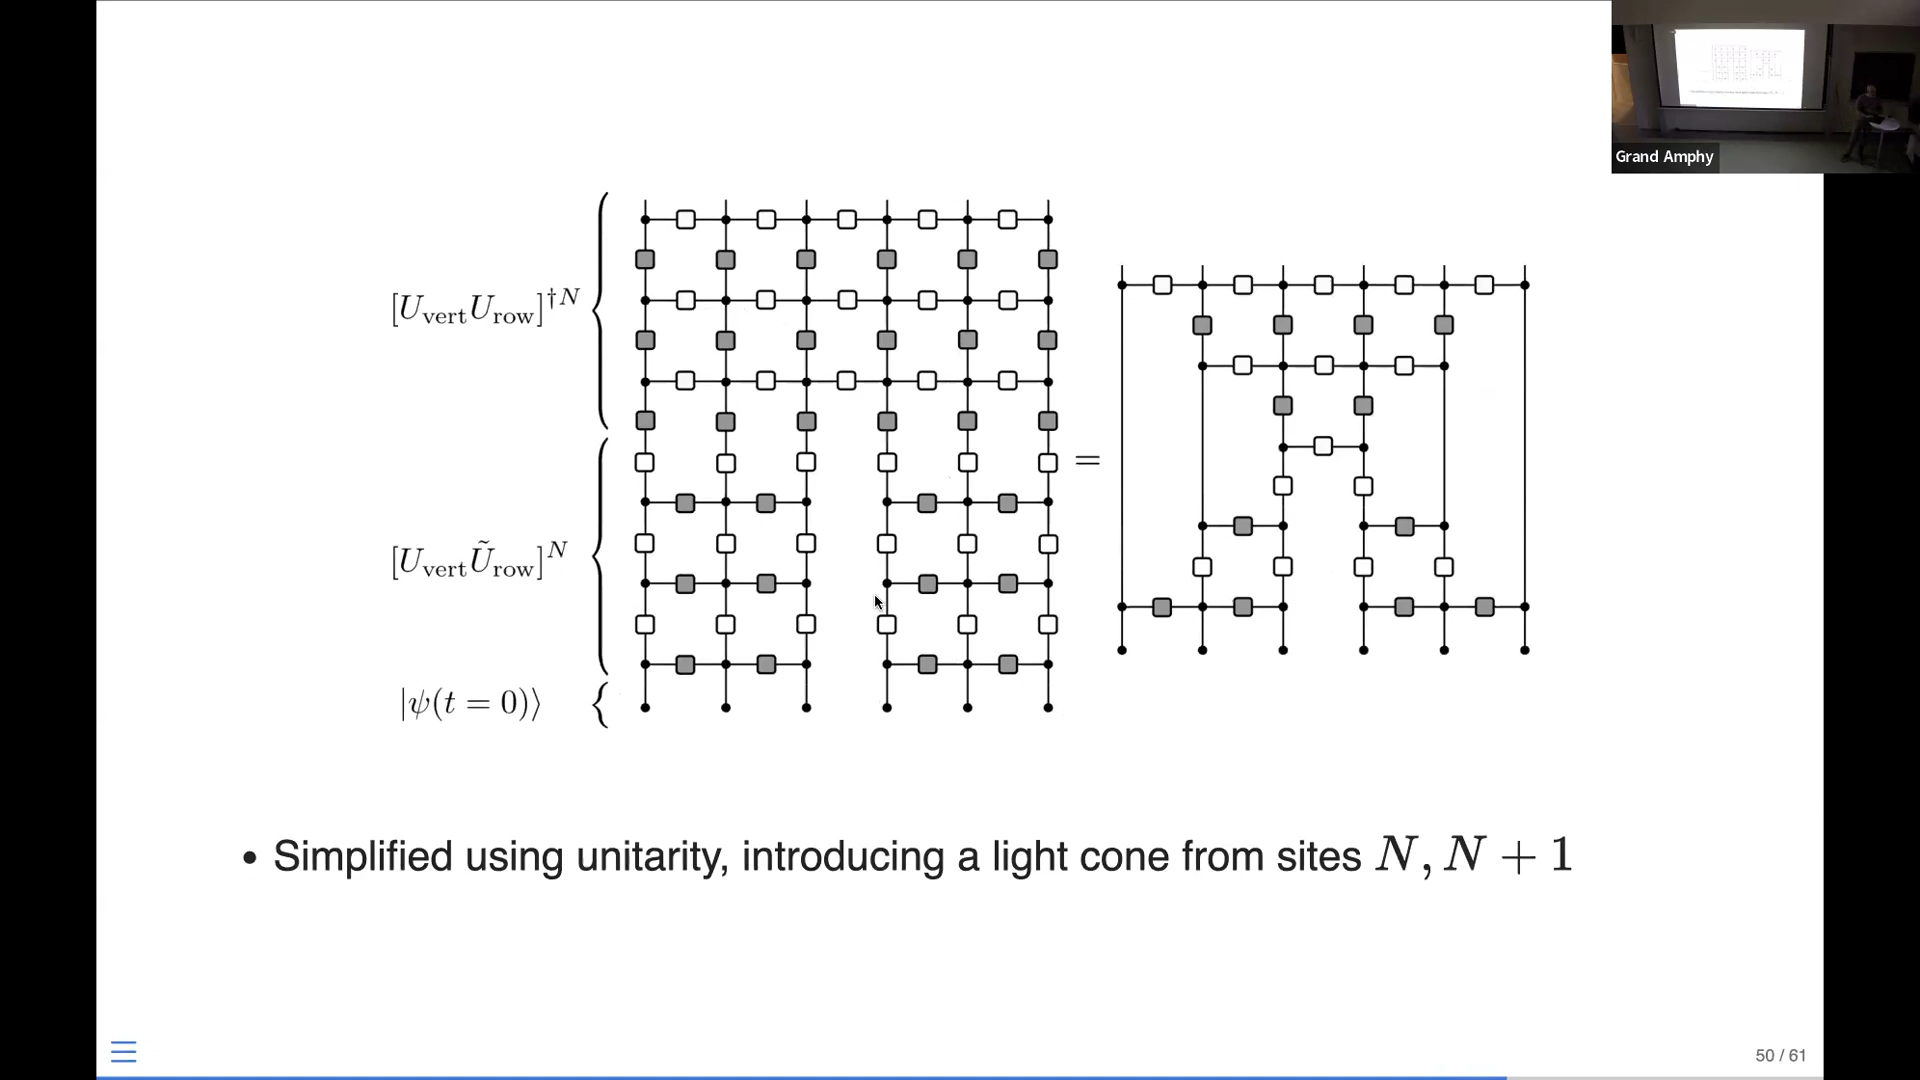 Grand Amphy
[U_vert U_row]^{†N}
=
[U_vert Ũ_row]^N
|ψ(t = 0)⟩
• Simplified using unitarity, introducing a light cone from sites N, N + 1
50 / 61